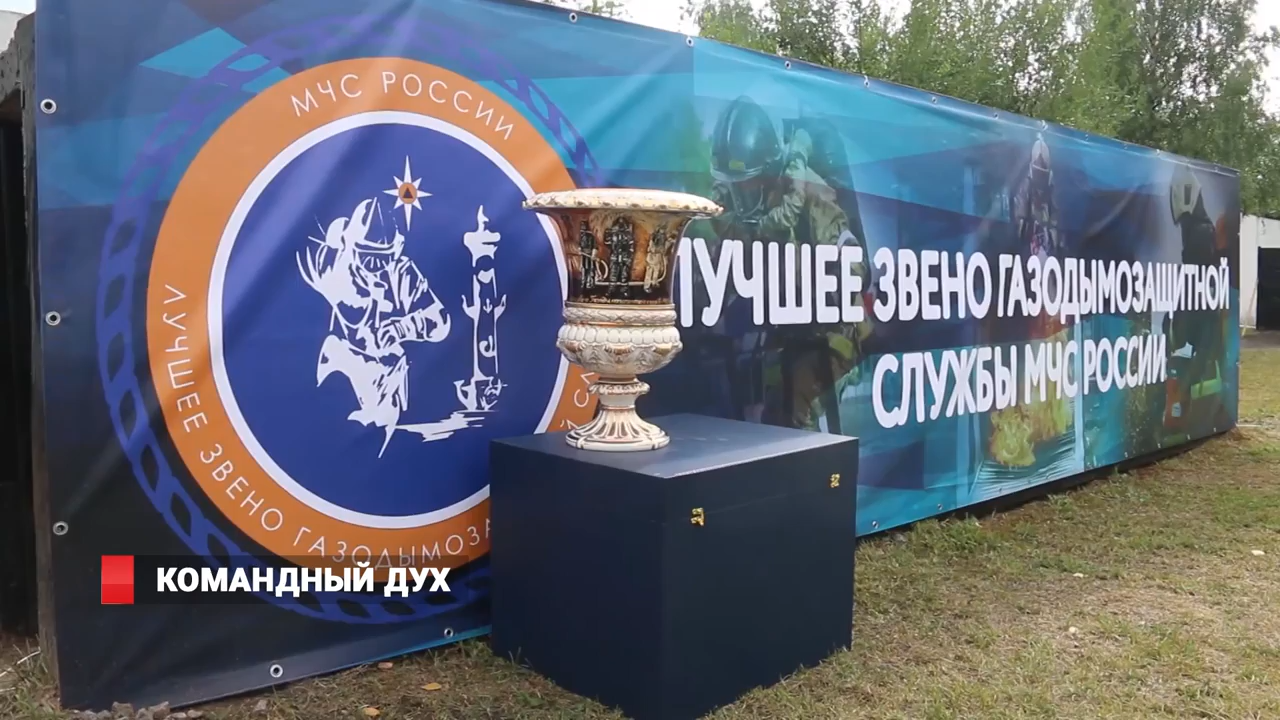 МЧС РОССИИ
ЛУЧШЕЕ ЗВЕНО ГАЗОДЫМОЗА
ЛУЧШЕЕ ЗВЕНО ГАЗОДЫМОЗАЩИТНОЙ
СЛУЖБЫ МЧС РОССИИ
КОМАНДНЫЙ ДУХ